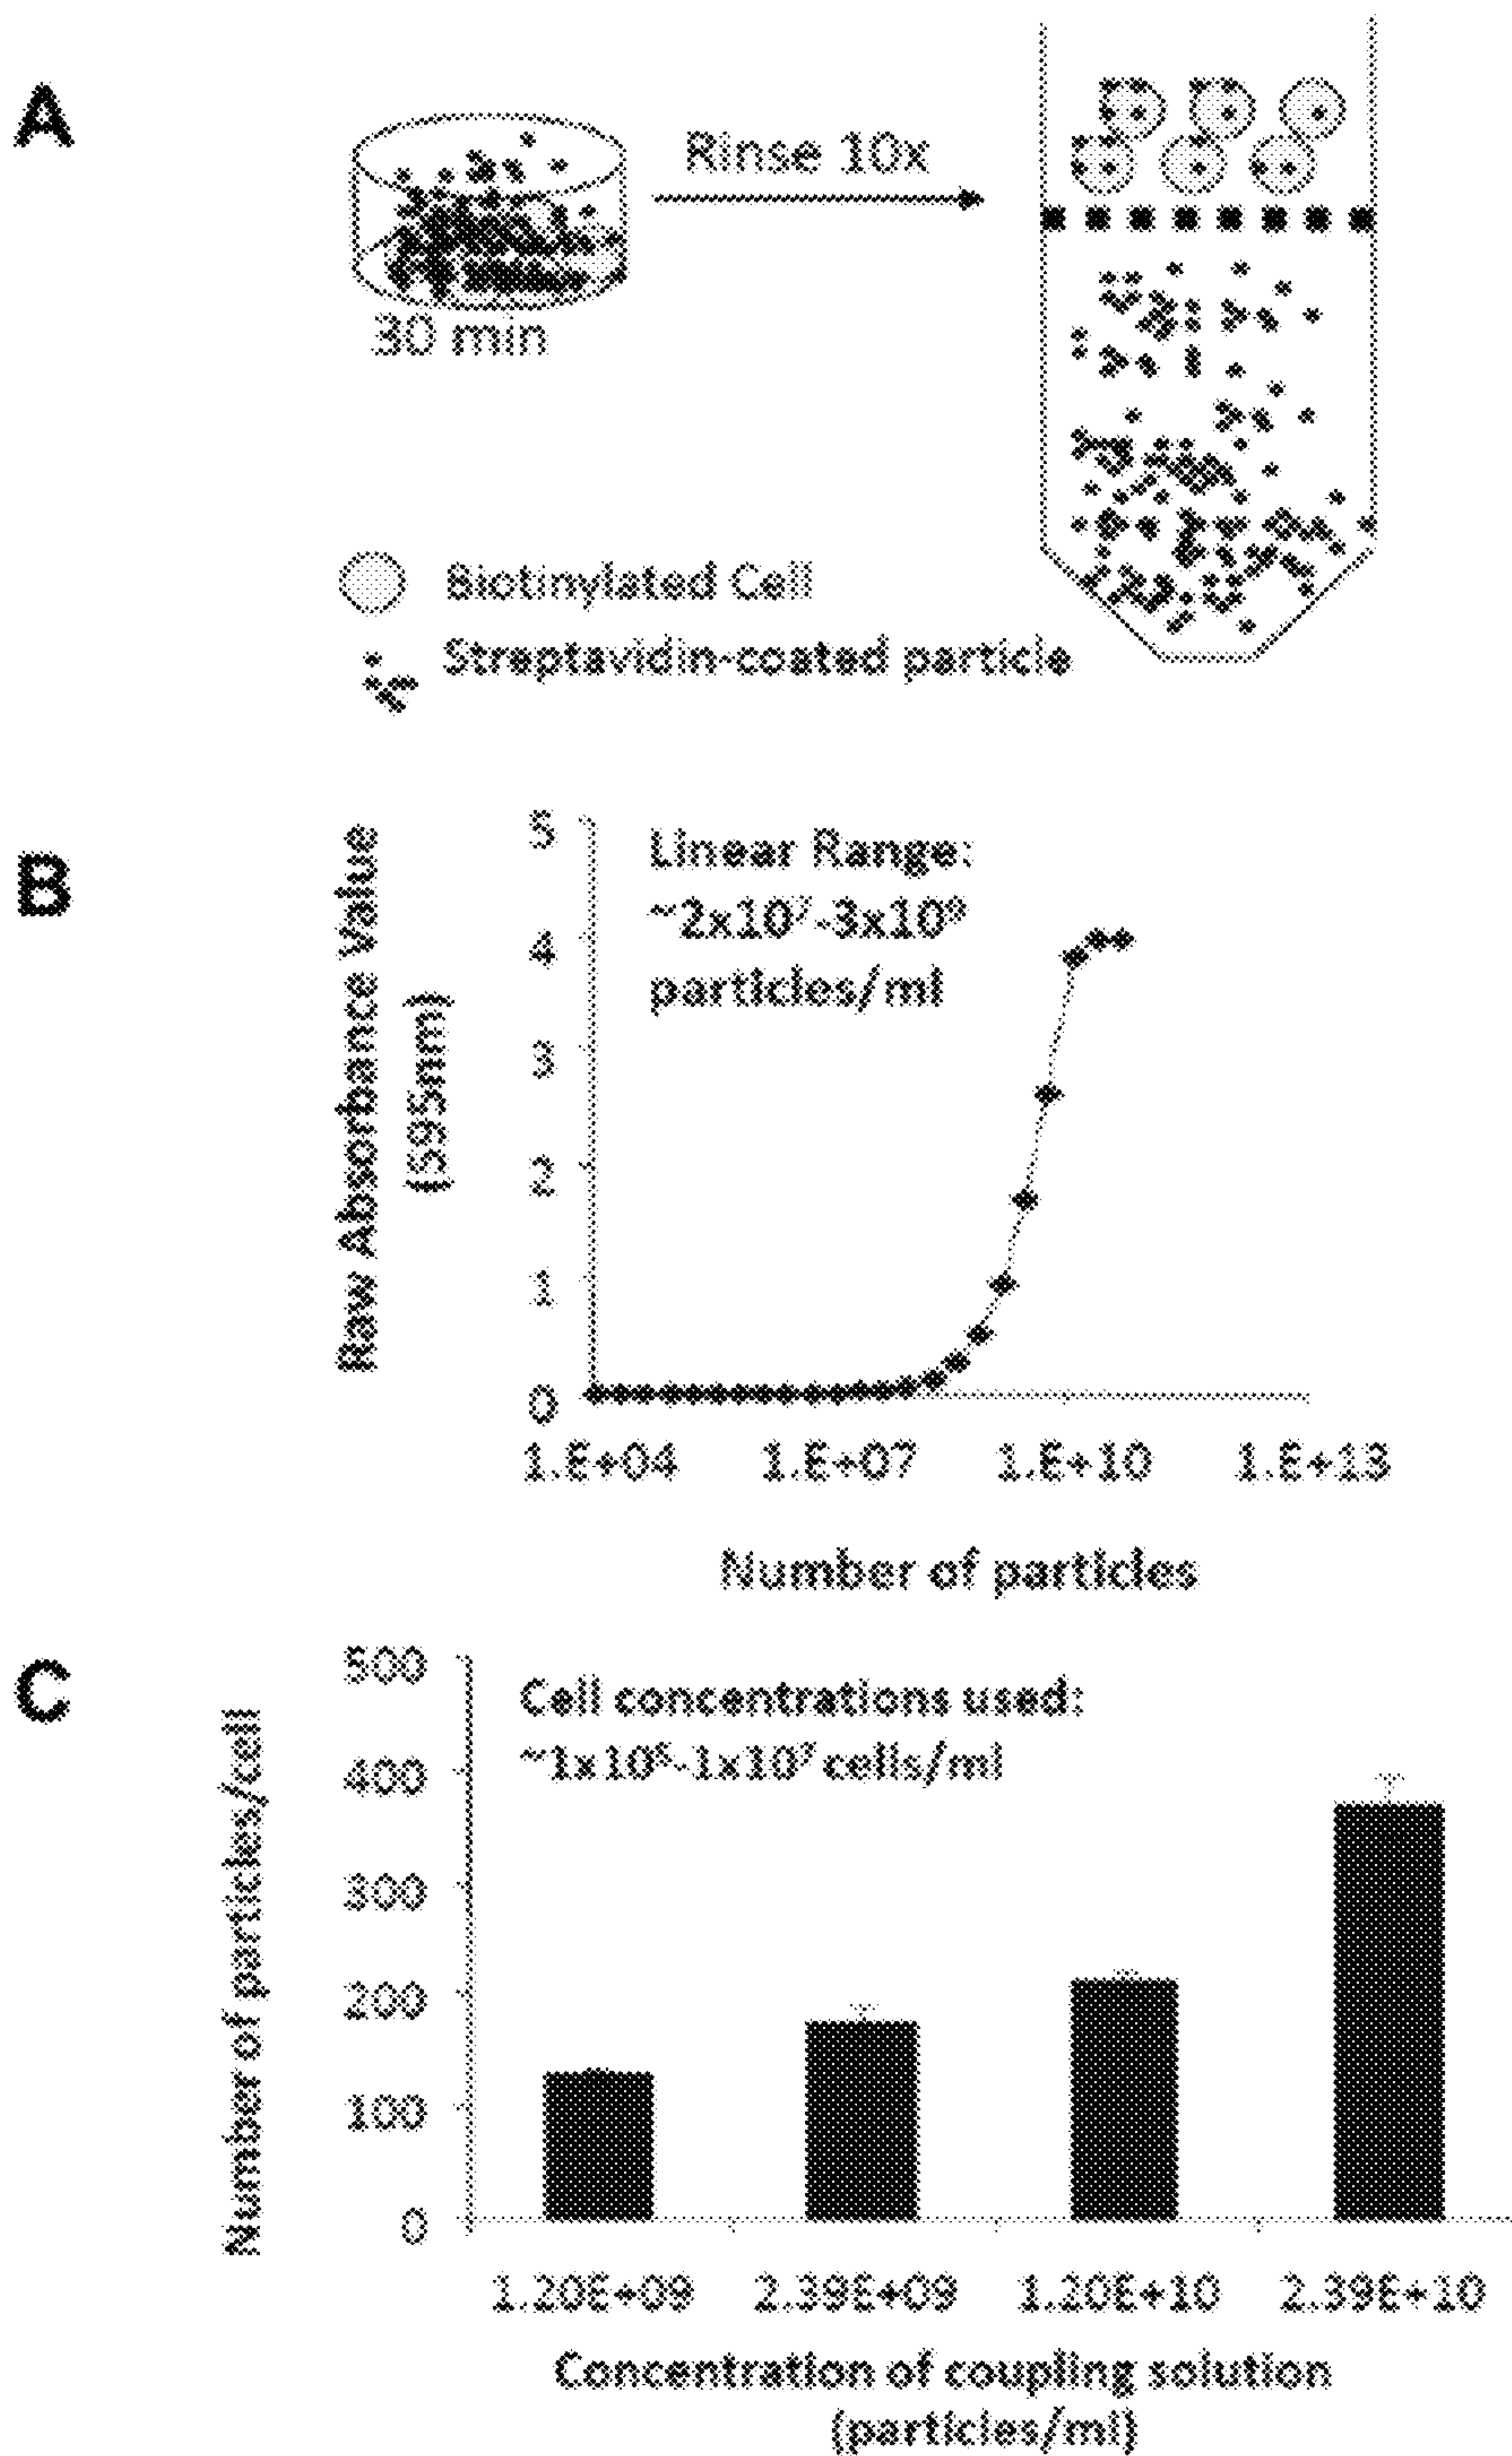 A
Rinse 10x
30 min
Biotinylated Cell
Streptavidin-coated particle
B
Raw Absorbance Value
(595nm)
5
4
3
2
1
0
Linear Range:
~2x10⁷-3x10⁹
particles/ml
1.E+04 1.E+07 1.E+10 1.E+13
Number of particles
C
Number of particles/cell
500
400
300
200
100
0
Cell concentrations used:
cells/ml
1.20E+09 2.39E+09 1.20E+10 2.39E+10
Concentration of coupling solution
(particles/ml)